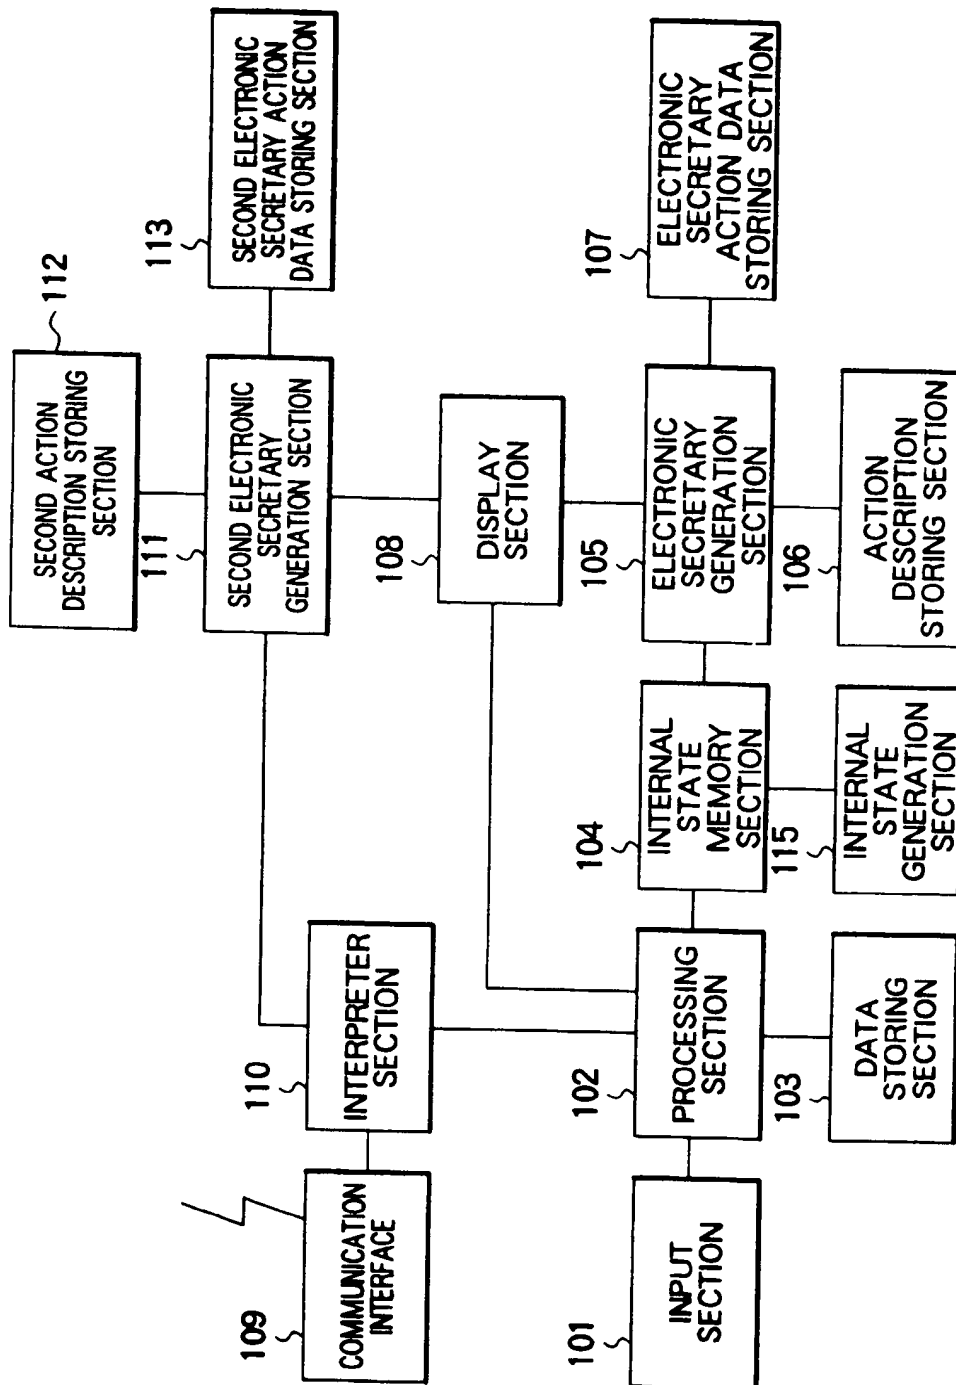 112
SECOND ACTION
DESCRIPTION STORING
SECTION
111
SECOND ELECTRONIC
SECRETARY
GENERATION SECTION
113
SECOND ELECTRONIC
SECRETARY ACTION
DATA STORING SECTION
109
COMMUNICATION
INTERFACE
110
INTERPRETER
SECTION
108
DISPLAY
SECTION
101
INPUT
SECTION
102
PROCESSING
SECTION
104
INTERNAL
STATE
MEMORY
SECTION
105
ELECTRONIC
SECRETARY
GENERATION
SECTION
107
ELECTRONIC
SECRETARY
ACTION DATA
STORING SECTION
103
DATA
STORING
SECTION
115
INTERNAL
STATE
GENERATION
SECTION
106
ACTION
DESCRIPTION
STORING SECTION